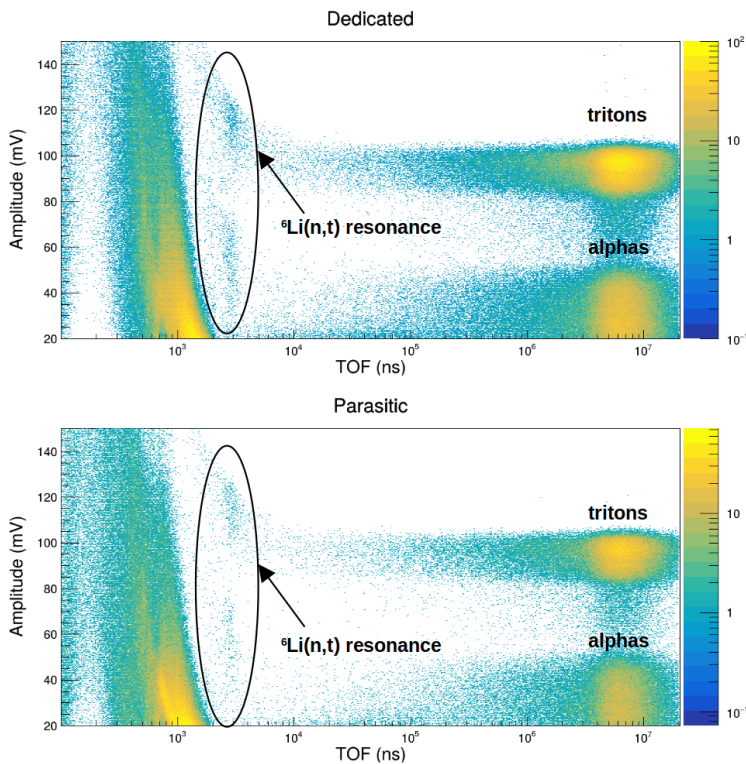 Dedicated
Amplitude (mV)
140
120
100
80
60
40
20
tritons
⁶Li(n,t) resonance
alphas
10³
10⁴
10⁵
10⁶
10⁷
TOF (ns)
10²
10
1
10⁻¹
Parasitic
Amplitude (mV)
140
120
100
80
60
40
20
tritons
⁶Li(n,t) resonance
alphas
10³
10⁴
10⁵
10⁶
10⁷
TOF (ns)
10
1
10⁻¹